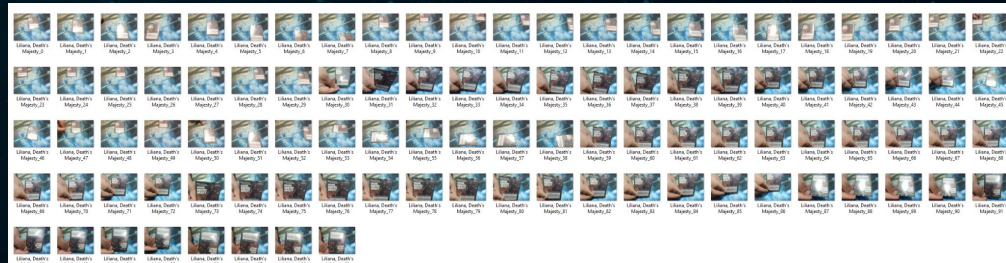 Liliana, Death's Liliana, Death's Liliana, Death's Liliana, Death's Liliana, Death's Liliana, Death's Liliana, Death's Liliana, Death's Liliana, Death's Liliana, Death's Liliana, Death's Liliana, Death's Liliana, Death's Liliana, Death's Liliana, Death's Liliana, Death's Liliana, Death's Liliana, Death's Liliana, Death's Liliana, Death's Liliana, Death's Liliana, Death's Liliana, Death's
Majesty_0 Majesty_1 Majesty_2 Majesty_3 Majesty_4 Majesty_5 Majesty_6 Majesty_7 Majesty_8 Majesty_9 Majesty_10 Majesty_11 Majesty_12 Majesty_13 Majesty_14 Majesty_15 Majesty_16 Majesty_17 Majesty_18 Majesty_19 Majesty_20 Majesty_21 Majesty_22
Liliana, Death's Liliana, Death's Liliana, Death's Liliana, Death's Liliana, Death's Liliana, Death's Liliana, Death's Liliana, Death's Liliana, Death's Liliana, Death's Liliana, Death's Liliana, Death's Liliana, Death's Liliana, Death's Liliana, Death's Liliana, Death's Liliana, Death's Liliana, Death's Liliana, Death's Liliana, Death's Liliana, Death's Liliana, Death's Liliana, Death's
Majesty_23 Majesty_24 Majesty_25 Majesty_26 Majesty_27 Majesty_28 Majesty_29 Majesty_30 Majesty_31 Majesty_32 Majesty_33 Majesty_34 Majesty_35 Majesty_36 Majesty_37 Majesty_38 Majesty_39 Majesty_40 Majesty_41 Majesty_42 Majesty_43 Majesty_44 Majesty_45
Liliana, Death's Liliana, Death's Liliana, Death's Liliana, Death's Liliana, Death's Liliana, Death's Liliana, Death's Liliana, Death's Liliana, Death's Liliana, Death's Liliana, Death's Liliana, Death's Liliana, Death's Liliana, Death's Liliana, Death's Liliana, Death's Liliana, Death's Liliana, Death's Liliana, Death's Liliana, Death's Liliana, Death's Liliana, Death's Liliana, Death's
Majesty_46 Majesty_47 Majesty_48 Majesty_49 Majesty_50 Majesty_51 Majesty_52 Majesty_53 Majesty_54 Majesty_55 Majesty_56 Majesty_57 Majesty_58 Majesty_59 Majesty_60 Majesty_61 Majesty_62 Majesty_63 Majesty_64 Majesty_65 Majesty_66 Majesty_67 Majesty_68
Liliana, Death's Liliana, Death's Liliana, Death's Liliana, Death's Liliana, Death's Liliana, Death's Liliana, Death's Liliana, Death's Liliana, Death's Liliana, Death's Liliana, Death's Liliana, Death's Liliana, Death's Liliana, Death's Liliana, Death's Liliana, Death's Liliana, Death's Liliana, Death's Liliana, Death's Liliana, Death's Liliana, Death's Liliana, Death's Liliana, Death's
Majesty_69 Majesty_70 Majesty_71 Majesty_72 Majesty_73 Majesty_74 Majesty_75 Majesty_76 Majesty_77 Majesty_78 Majesty_79 Majesty_80 Majesty_81 Majesty_82 Majesty_83 Majesty_84 Majesty_85 Majesty_86 Majesty_87 Majesty_88 Majesty_89 Majesty_90 Majesty_91
Liliana, Death's Liliana, Death's Liliana, Death's Liliana, Death's Liliana, Death's Liliana, Death's Liliana, Death's Liliana, Death's